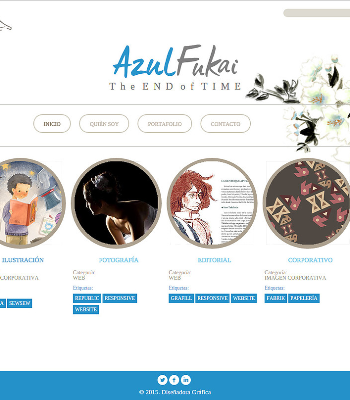 AzulFukai
The END of TIME
INICIO
QUIÉN SOY
PORTAFOLIO
CONTACTO
ILUSTRACIÓN
FOTOGRAFÍA
EDITORIAL
CORPORATIVO
CORPORATIVA
Categoría:
WEB
Categoría:
WEB
Categoría:
IMAGEN CORPORATIVA
Etiquetas:
Etiquetas:
Etiquetas:
A SEWSEW
REPUBLIC RESPONSIVE
WEBSITE
GRAFILL RESPONSIVE WEBSITE
FABRIK PAPELERÍA
© 2015. Diseñadora Gráfica